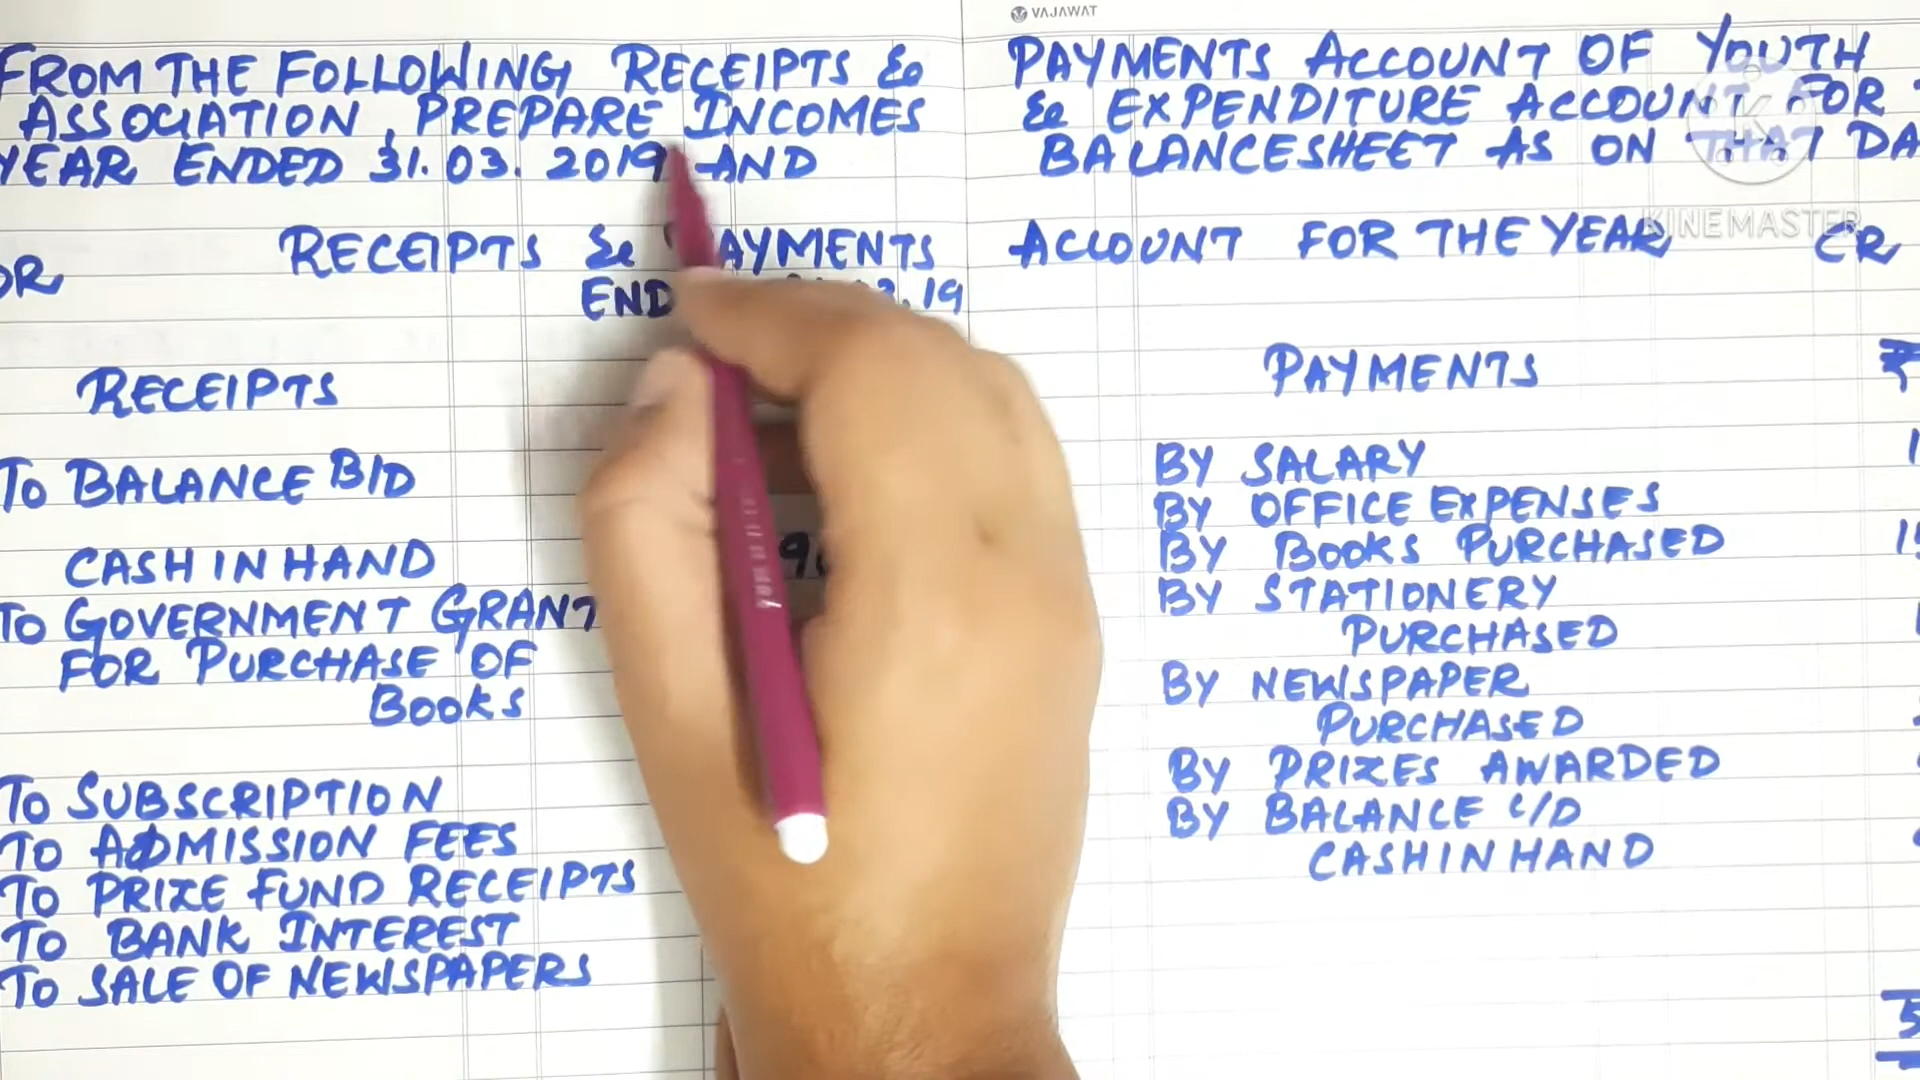 VAJAWAT
FROM THE FOLLOWING RECEIPTS & PAYMENTS ACCOUNT OF YOUTH
ASSOCIATION, PREPARE INCOMES & EXPENDITURE ACCOUNT FOR
YEAR ENDED 31.03.2019 AND BALANCESHEET AS ON THAT DA
KINEMASTER
DR RECEIPTS & PAYMENTS ACCOUNT FOR THE YEAR CR
END 19
RECEIPTS
TO BALANCE B/D
CASH IN HAND
TO GOVERNMENT GRANT
FOR PURCHASE OF
BOOKS
TO SUBSCRIPTION
TO ADMISSION FEES
TO PRIZE FUND RECEIPTS
TO BANK INTEREST
TO SALE OF NEWSPAPERS
PAYMENTS ₹
BY SALARY 1
BY OFFICE EXPENSES
BY BOOKS PURCHASED
BY STATIONERY
PURCHASED
BY NEWSPAPER
PURCHASED
BY PRIZES AWARDED
BY BALANCE C/D
CASH IN HAND
5